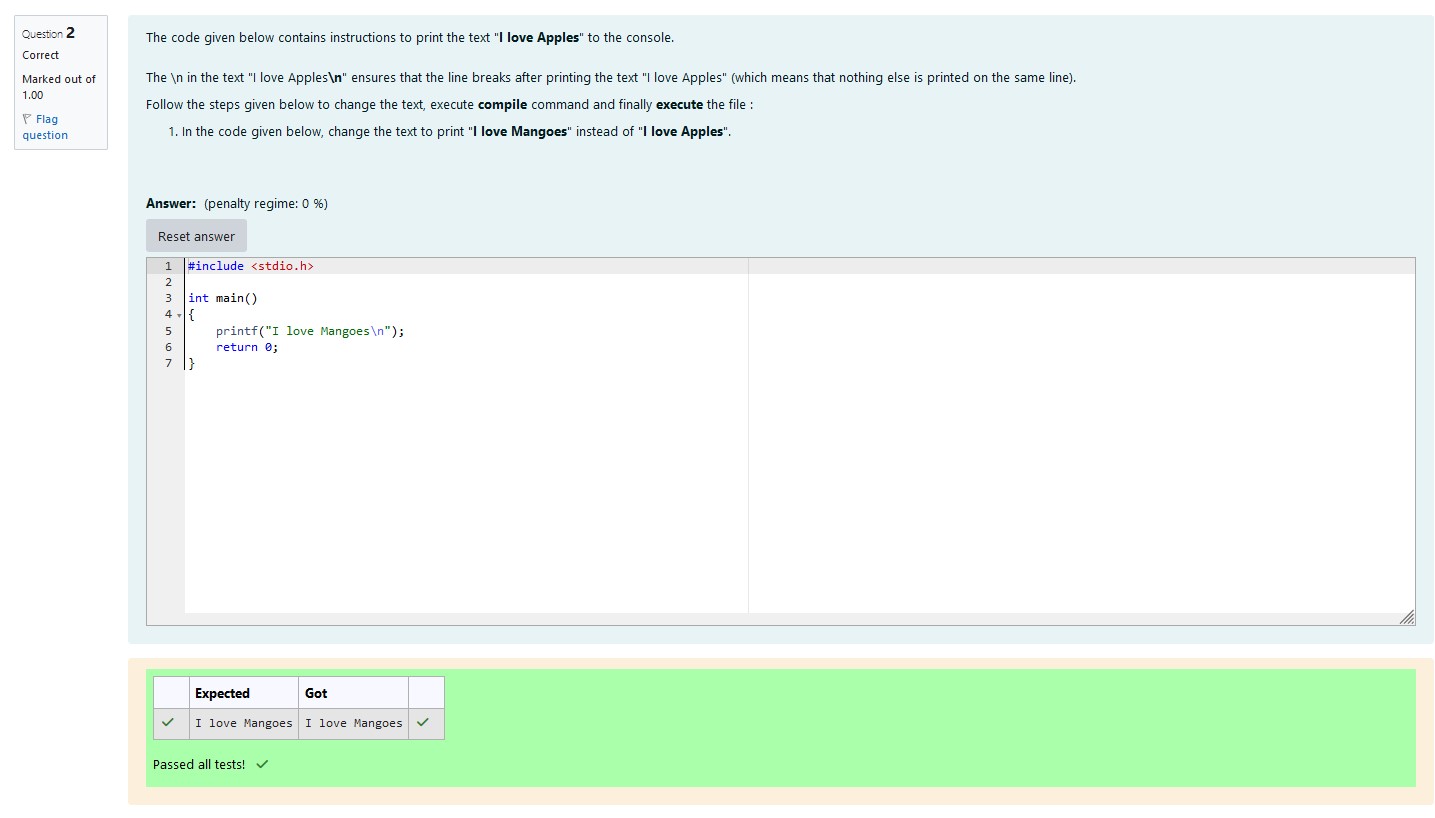 Question 2
Correct
Marked out of
1.00
Flag
question
The code given below contains instructions to print the text "I love Apples" to the console.
The \n in the text "I love Apples\n" ensures that the line breaks after printing the text "I love Apples" (which means that nothing else is printed on the same line).
Follow the steps given below to change the text, execute compile command and finally execute the file :
1. In the code given below, change the text to print "I love Mangoes" instead of "I love Apples".
Answer: (penalty regime: 0 %)
Reset answer
1 #include <stdio.h>
2
3 int main()
4 {
5     printf("I love Mangoes\n");
6     return 0;
7 }
Expected Got
I love Mangoes I love Mangoes
Passed all tests!